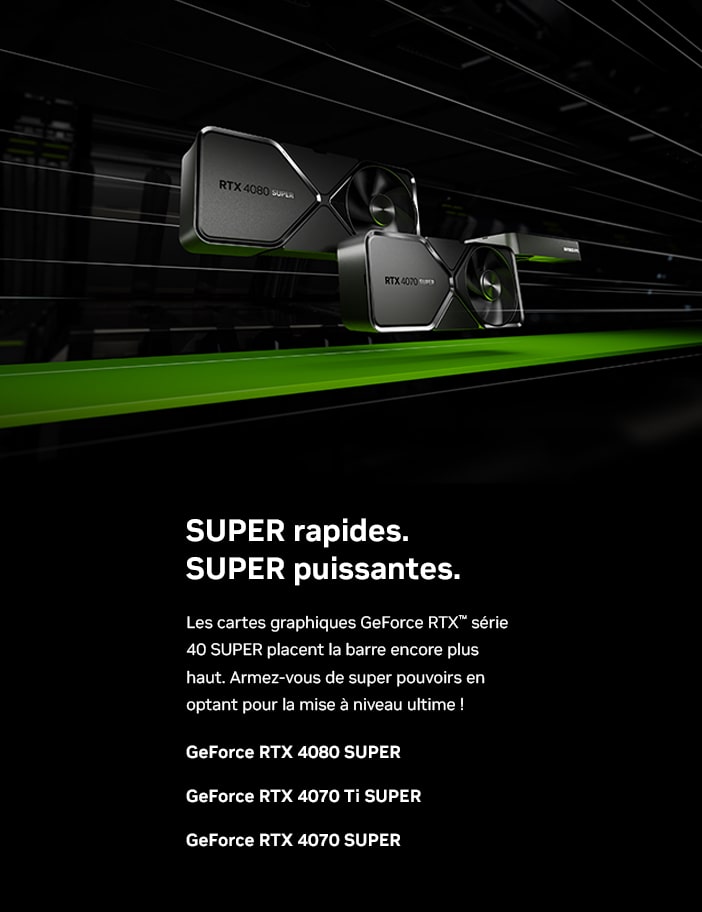 RTX 4080 SUPER
RTX 4070 SUPER
SUPER rapides.
SUPER puissantes.
Les cartes graphiques GeForce RTX™ série
40 SUPER placent la barre encore plus
haut. Armez-vous de super pouvoirs en
optant pour la mise à niveau ultime !
GeForce RTX 4080 SUPER
GeForce RTX 4070 Ti SUPER
GeForce RTX 4070 SUPER